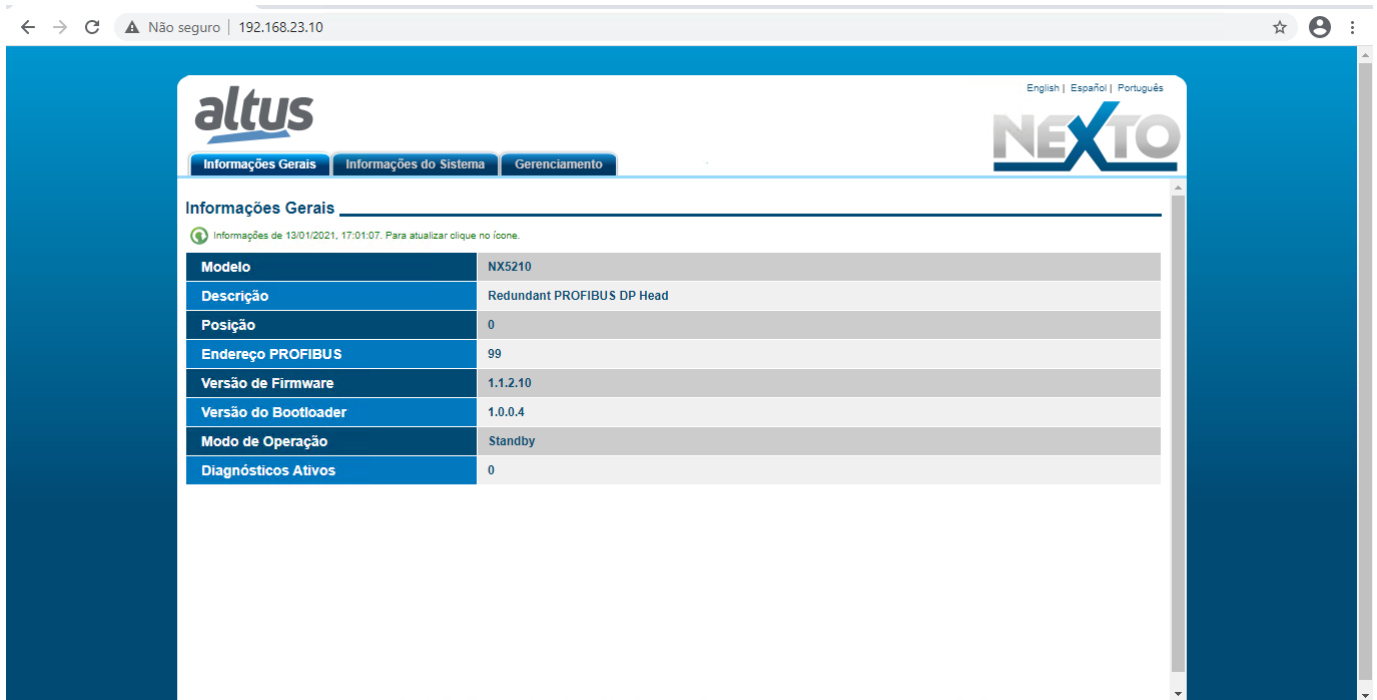 Não seguro | 192.168.23.10
English | Español | Português
altus
NEXTO
Informações Gerais Informações do Sistema Gerenciamento
Informações Gerais
Informações de 13/01/2021, 17:01:07. Para atualizar clique no ícone.
Modelo NX5210
Descrição Redundant PROFIBUS DP Head
Posição 0
Endereço PROFIBUS 99
Versão de Firmware 1.1.2.10
Versão do Bootloader 1.0.0.4
Modo de Operação Standby
Diagnósticos Ativos 0